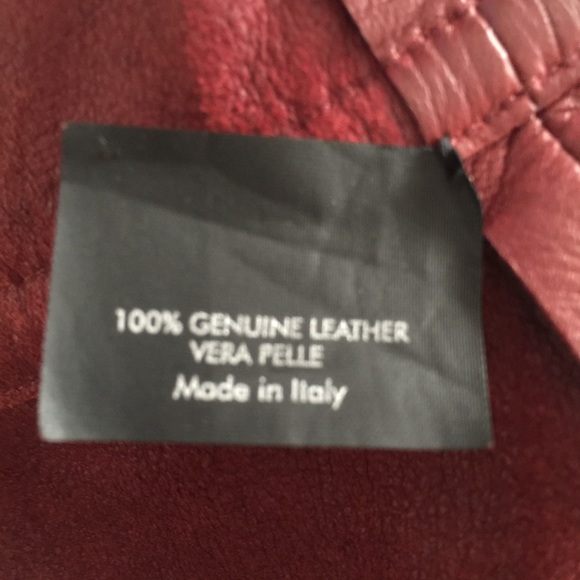 100% GENUINE LEATHER
VERA PELLE
Made in Italy